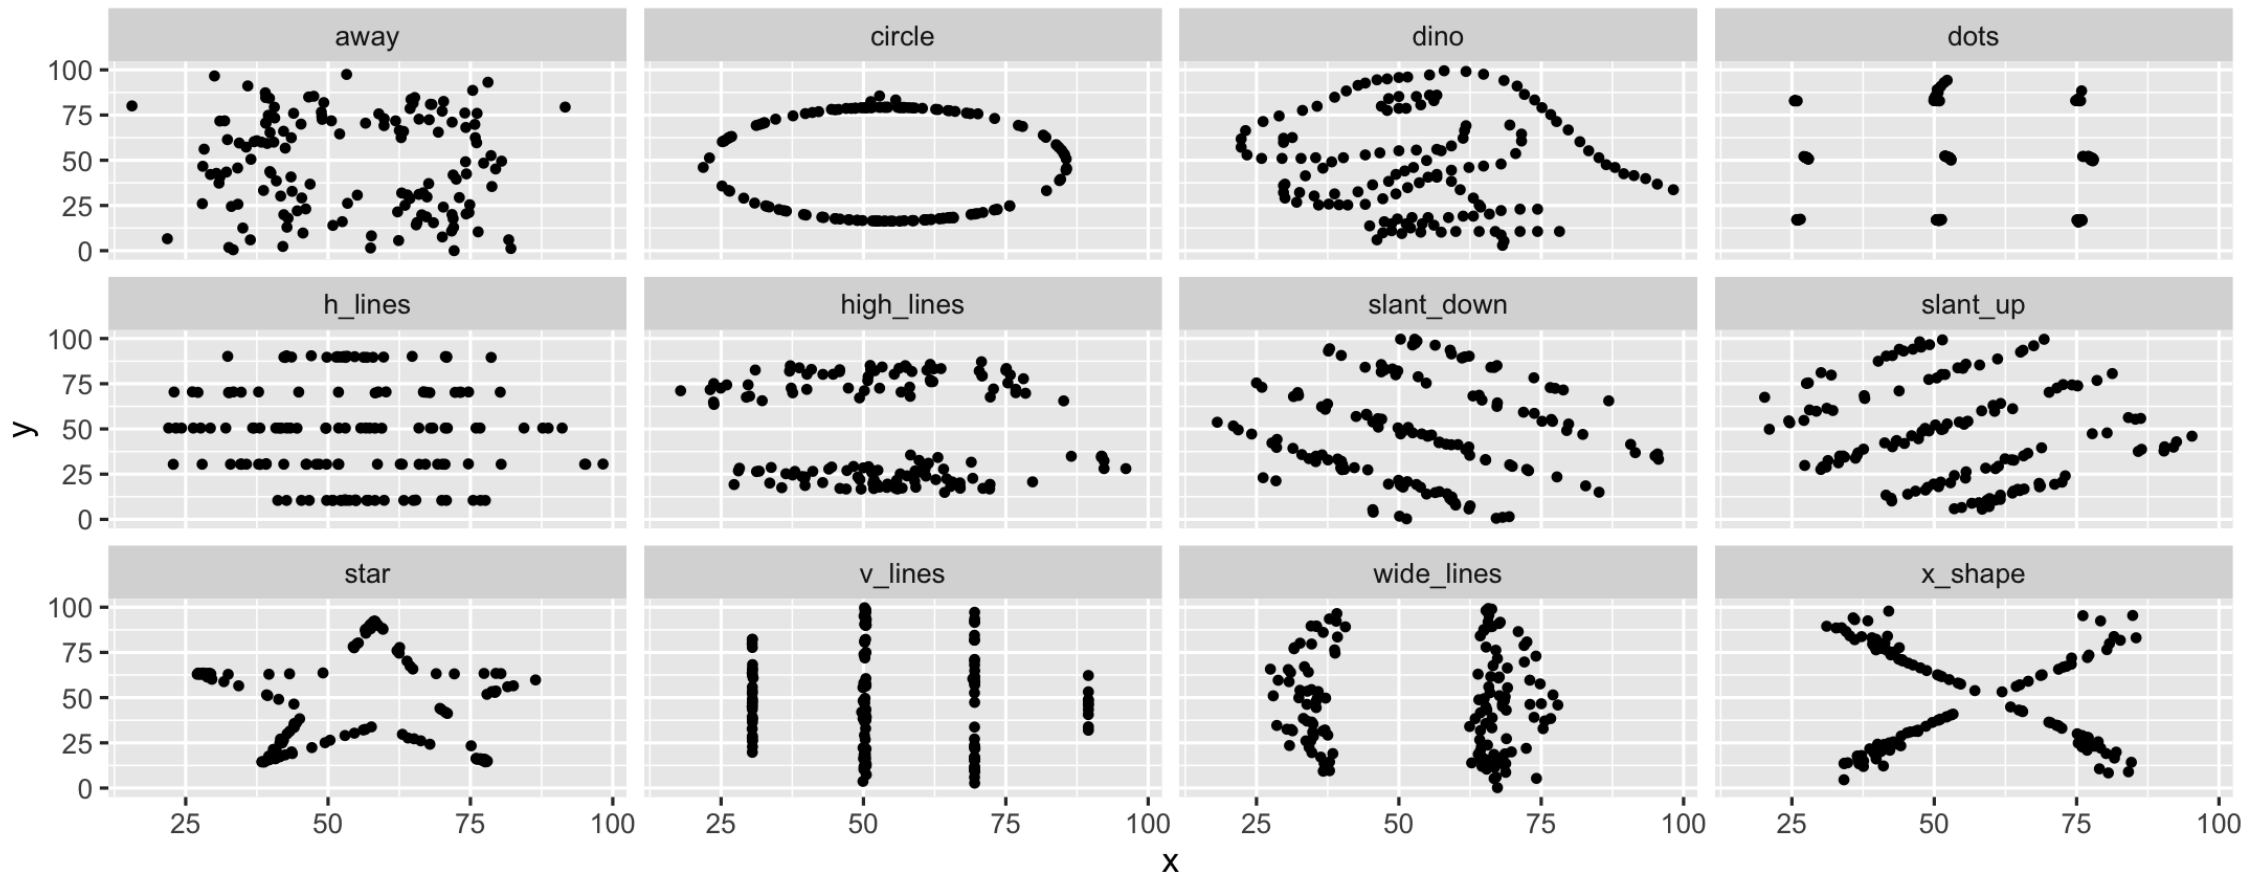 away circle dino dots
100
75
50
25
0
h_lines high_lines slant_down slant_up
100
75
50
25
0
y
star v_lines wide_lines x_shape
100
75
50
25
0
25 50 75 100 25 50 75 100 25 50 75 100 25 50 75 100
x